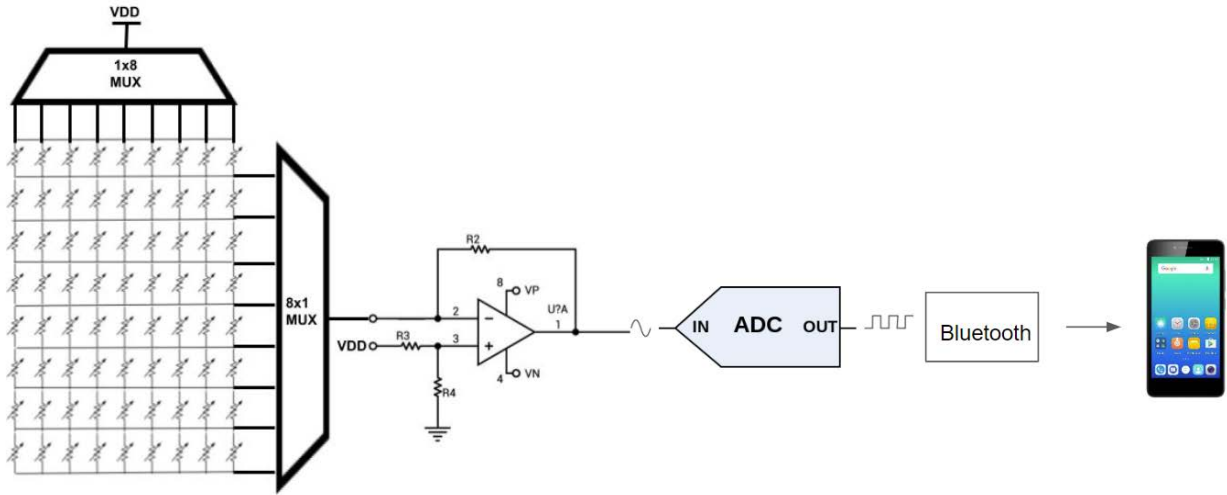 VDD
1x8
MUX
8x1
MUX
R2
8
VP
U?A
2
1
VDD
R3
3
4
VN
R4
IN
ADC
OUT
Bluetooth
Google